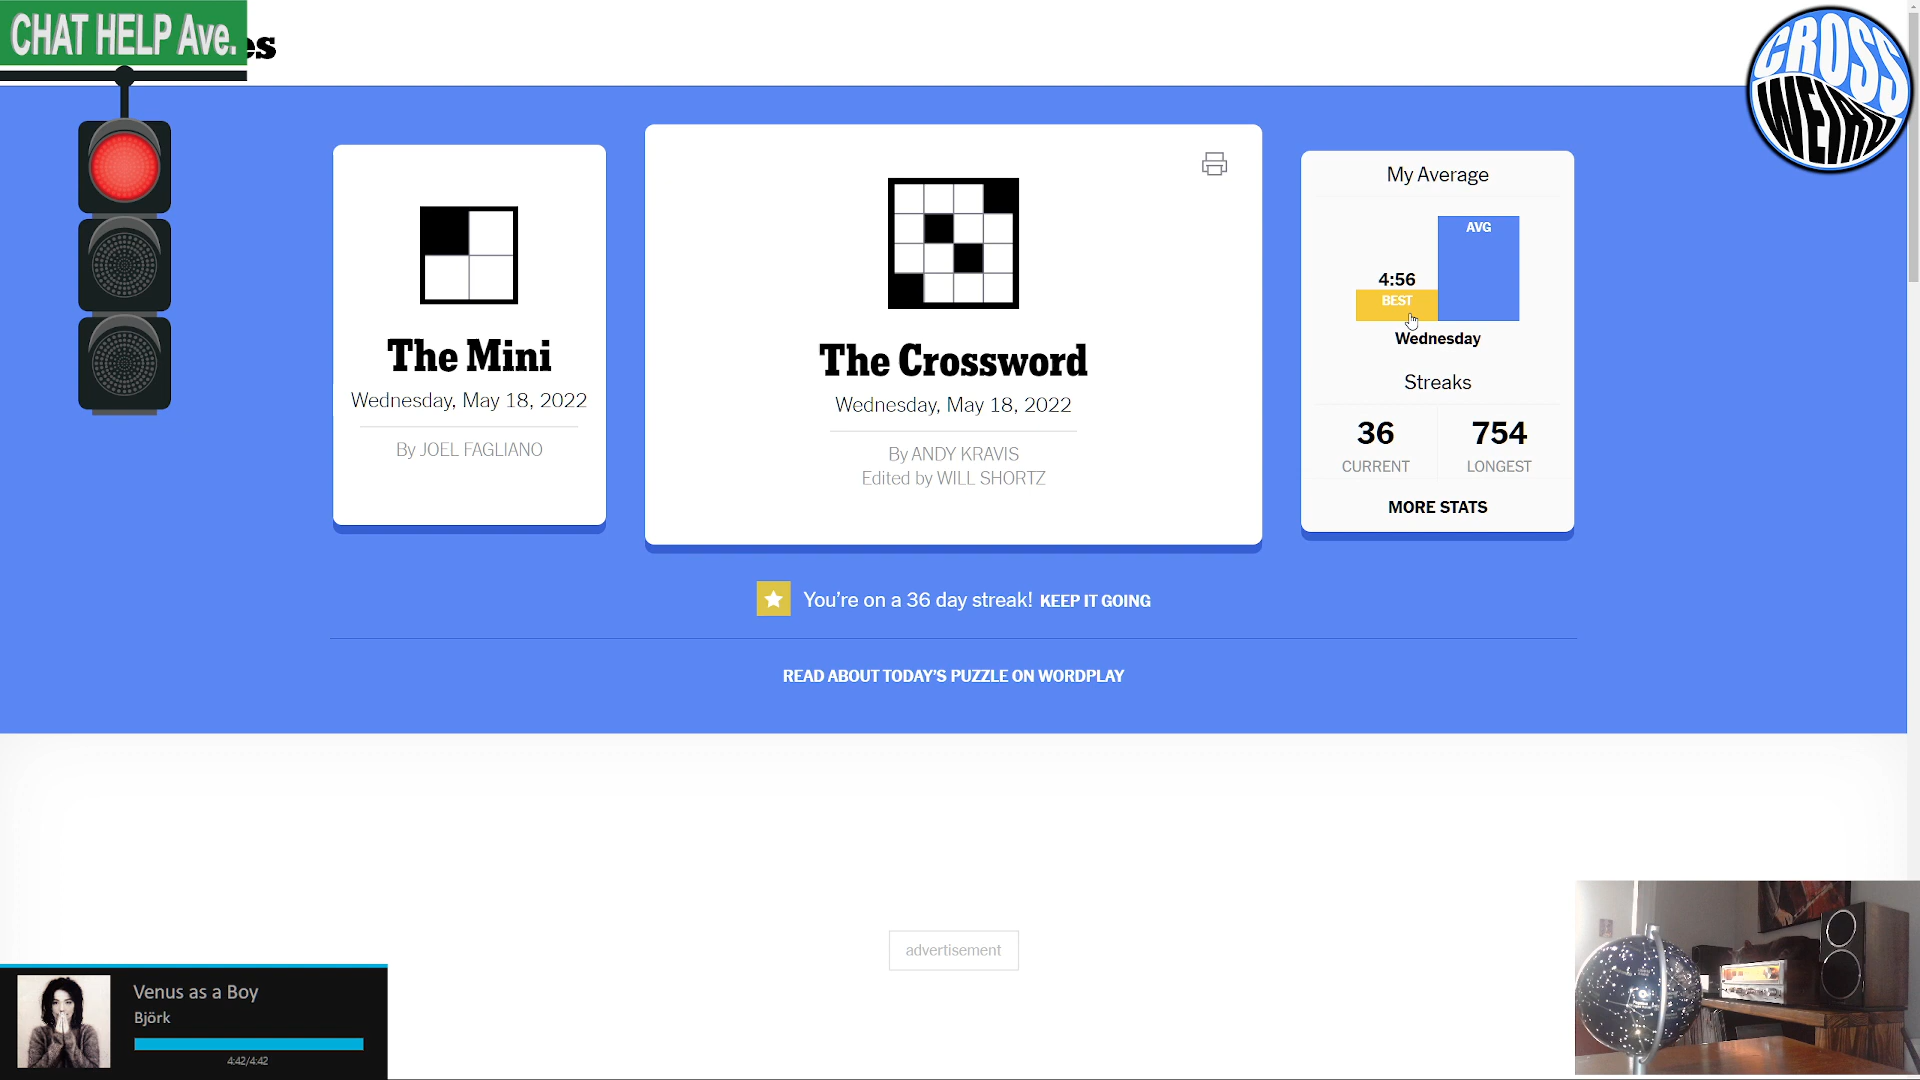 CHAT HELP Ave.
es
CROSS
WEIRD
The Mini
Wednesday, May 18, 2022
By JOEL FAGLIANO
The Crossword
Wednesday, May 18, 2022
By ANDY KRAVIS
Edited by WILL SHORTZ
My Average
AVG
4:56
BEST
Wednesday
Streaks
36
754
CURRENT
LONGEST
MORE STATS
You’re on a 36 day streak! KEEP IT GOING
READ ABOUT TODAY’S PUZZLE ON WORDPLAY
advertisement
Venus as a Boy
Björk
4:42/4:42